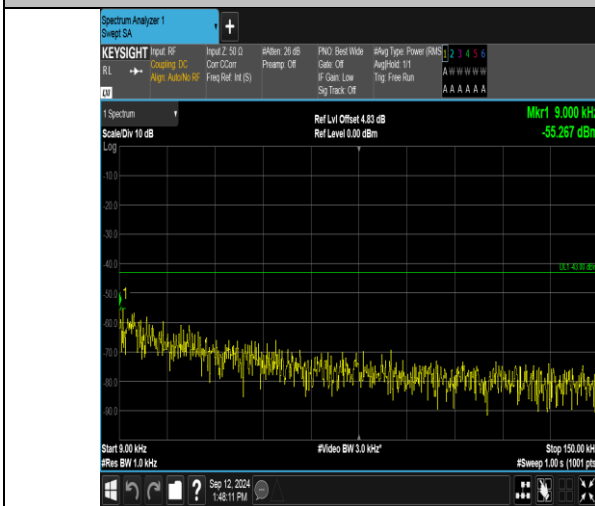 Spectrum Analyzer 1
Swept SA
+
KEYSIGHT Input: RF Input Z: 50 Ω #Atten: 26 dB PNO: Best Wide #Avg Type: Power (RMS 1 2 3 4 5 6
RL Coupling: DC Corr CCorr Preamp: Off Gate: Off Avg|Hold: 1/1 A W W W W W
Align: Auto/No RF Freq Ref: Int (S) IF Gain: Low Trig: Free Run
Sig Track: Off A A A A A A
LXI
1 Spectrum Ref Lvl Offset 4.83 dB Mkr1 9.000 kHz
Scale/Div 10 dB Ref Level 0.00 dBm -55.267 dBm
Log
-10.0
-20.0
-30.0
-40.0
DL1 -43.00 dBm
-50.0
1
-60.0
-70.0
-80.0
-90.0
Start 9.00 kHz #Video BW 3.0 kHz* Stop 150.00 kHz
#Res BW 1.0 kHz #Sweep 1.00 s (1001 pts
? Sep 12, 2024
1:48:11 PM